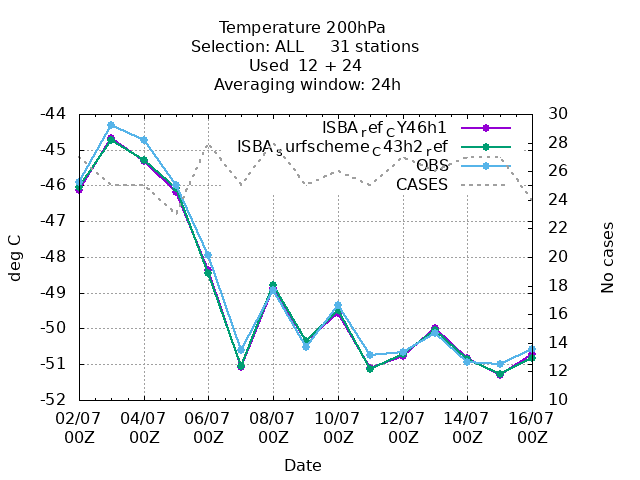 Temperature 200hPa
Selection: ALL 31 stations
Used 12 + 24
Averaging window: 24h
-44 30
ISBA_ref_CY46h1
28
ISBA_surfscheme_C43h2_ref
-45
OBS
26
CASES
-46
24
-47
22
-48 20
-49
18
16
-50
14
-51
12
-52 10
deg C
No cases
02/07 04/07 06/07 08/07 10/07 12/07 14/07 16/07
00Z 00Z 00Z 00Z 00Z 00Z 00Z 00Z
Date